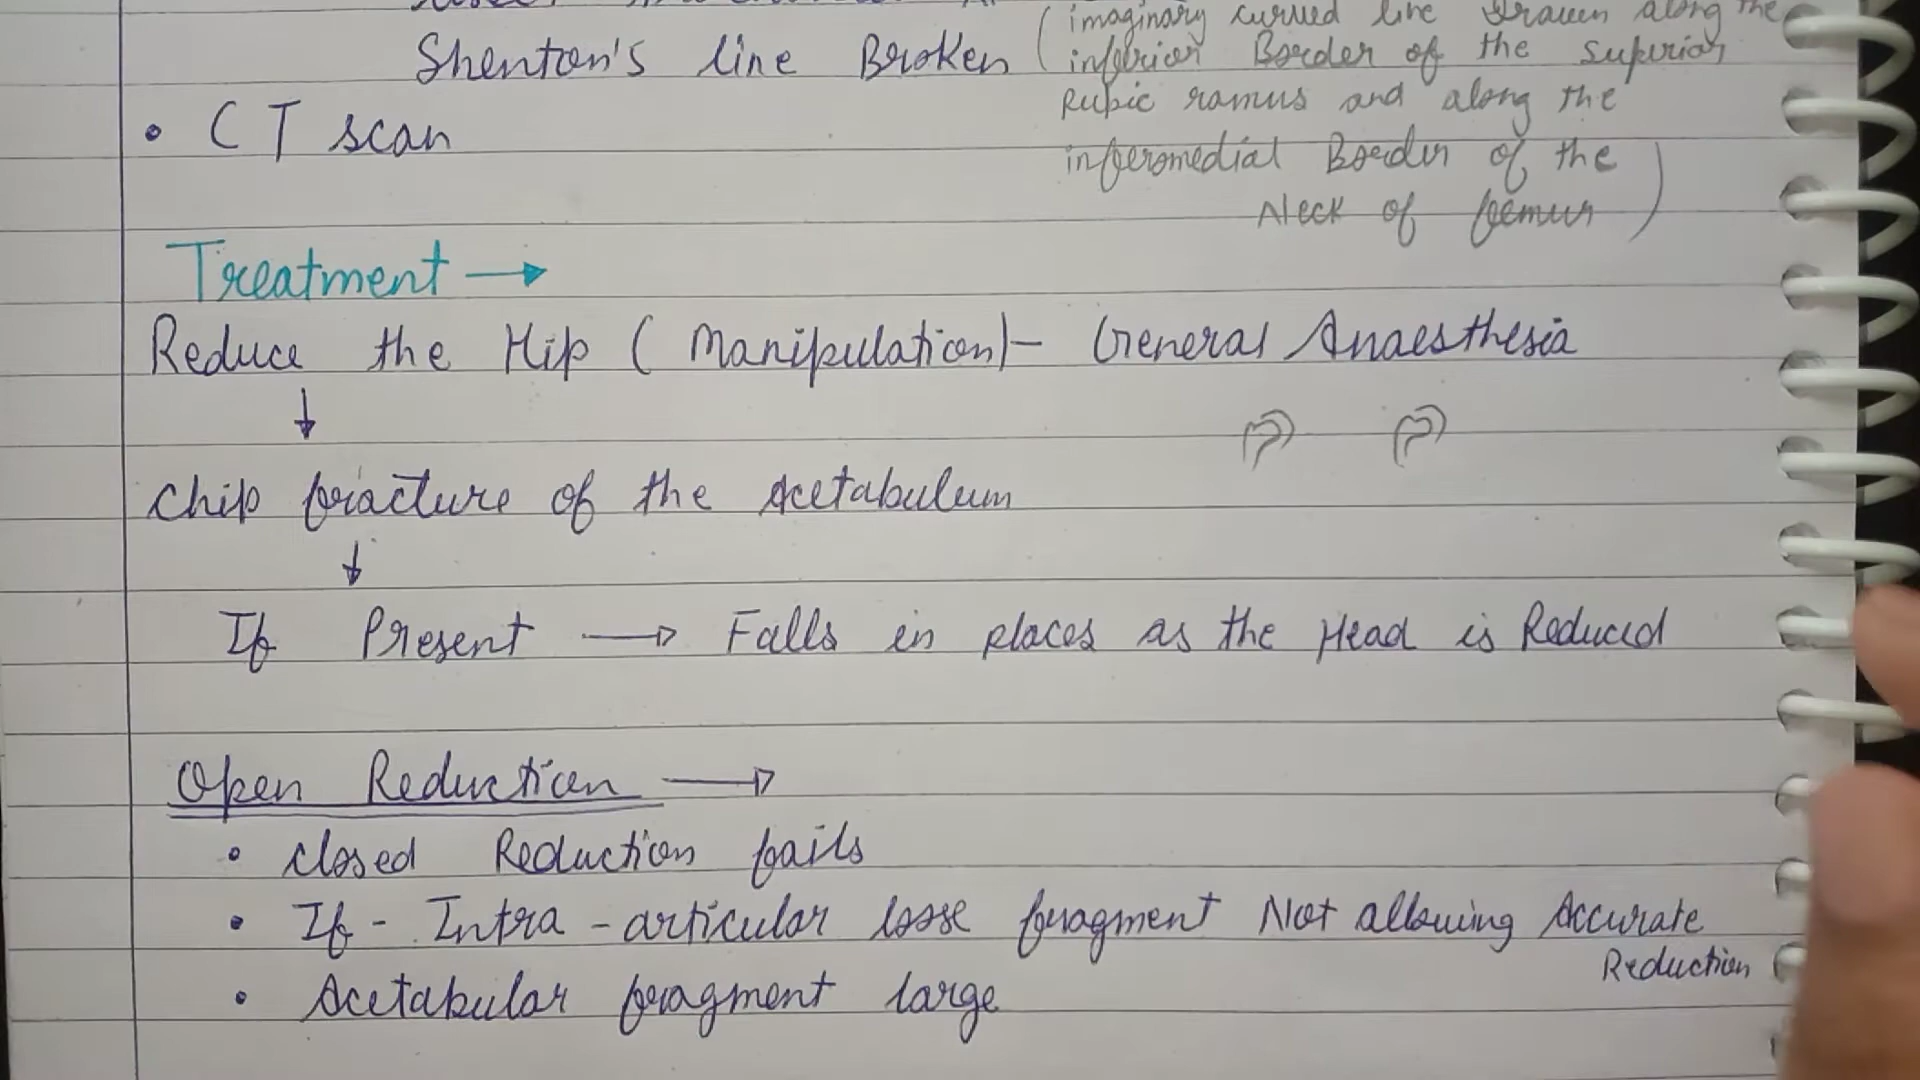 Shenton's line Broken (imaginary curved line Drawn along the
inferior Border of the superior
Pubic ramus and along the
• CT scan
inferomedial Border of the
Neck of femur)
Treatment →
Reduce the Hip (Manipulation) - General Anaesthesia
↓
Chip fracture of the Acetabulum
↓
If Present → Falls in places as the Head is Reduced
Open Reduction →
• Closed Reduction fails
• If - Intra-articular loose fragment Not allowing Accurate
Reduction
• Acetabular fragment large